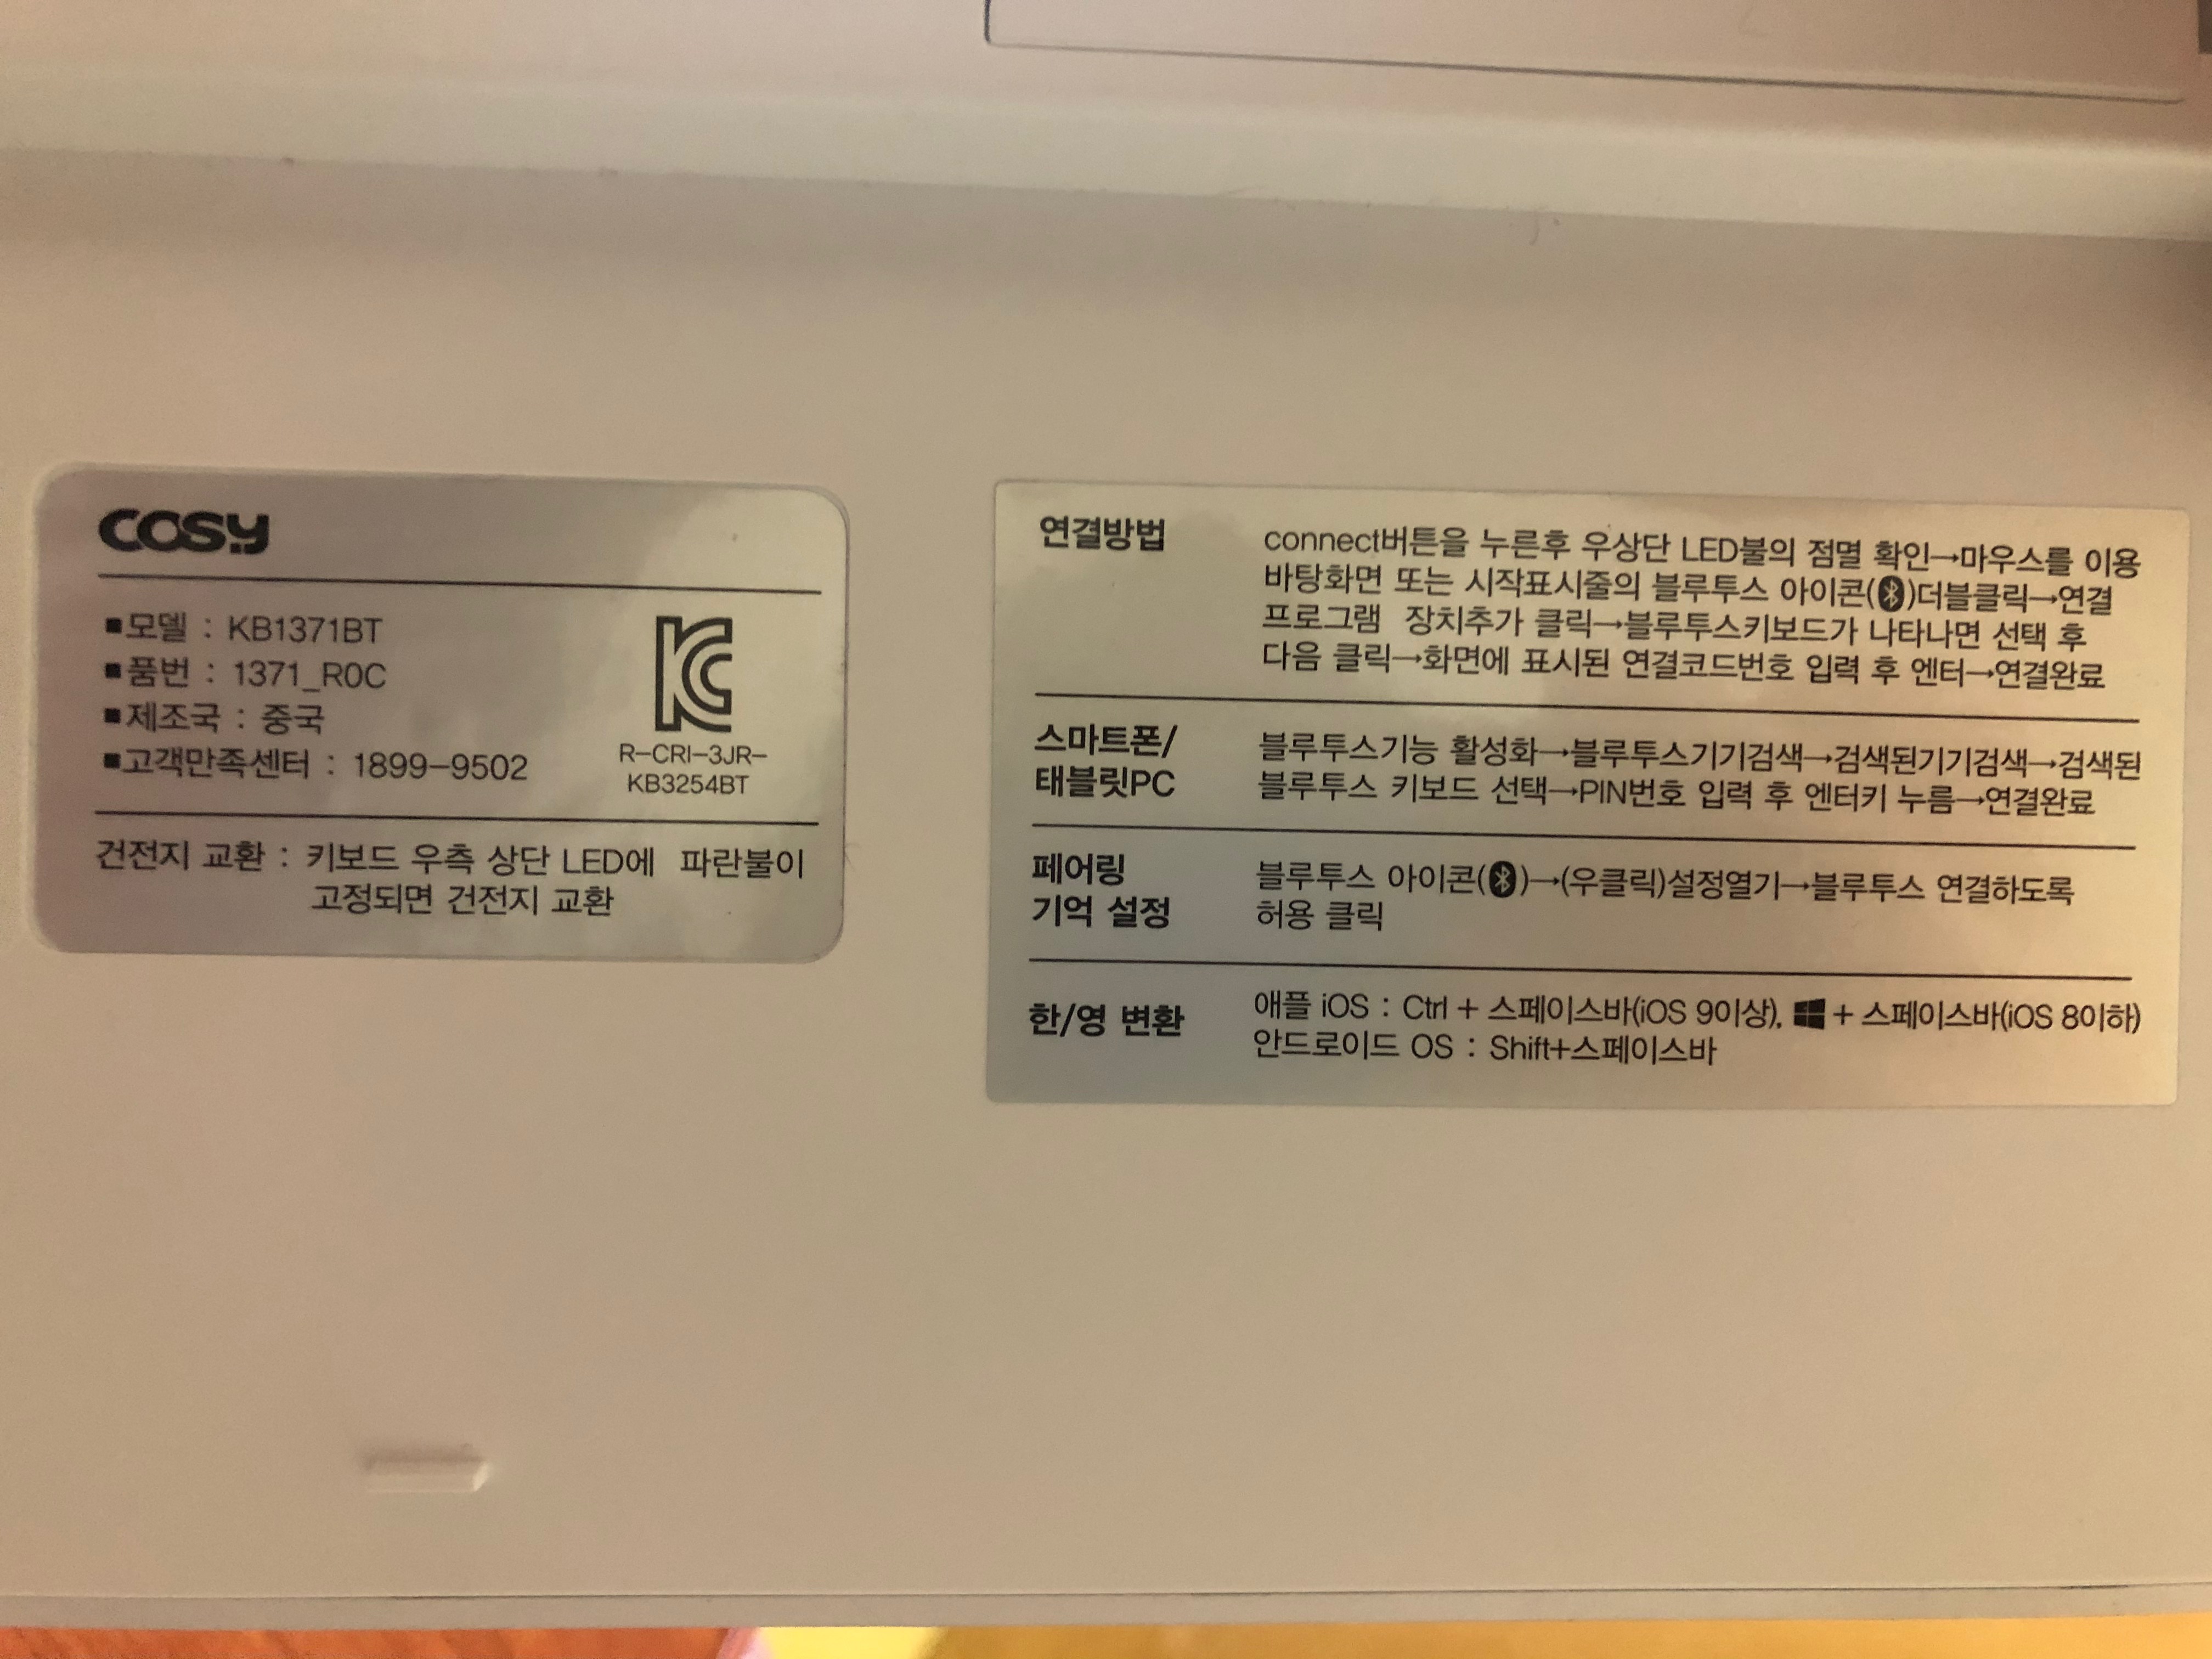 cosy
■모델 : KB1371BT
■품번 : 1371_R0C
■제조국 : 중국
■고객만족센터 : 1899-9502
R-CRI-3JR-
KB3254BT
건전지 교환 : 키보드 우측 상단 LED에 파란불이
고정되면 건전지 교환
연결방법
connect버튼을 누른후 우상단 LED불의 점멸 확인→마우스를 이용
바탕화면 또는 시작표시줄의 블루투스 아이콘()더블클릭→연결
프로그램 장치추가 클릭→블루투스키보드가 나타나면 선택 후
다음 클릭→화면에 표시된 연결코드번호 입력 후 엔터→연결완료
스마트폰/
태블릿PC
블루투스기능 활성화→블루투스기기검색→검색된기기검색→검색된
블루투스 키보드 선택→PIN번호 입력 후 엔터키 누름→연결완료
페어링
기억 설정
블루투스 아이콘()→(우클릭)설정열기→블루투스 연결하도록
허용 클릭
한/영 변환
애플 iOS : Ctrl + 스페이스바(iOS 9이상), + 스페이스바(iOS 8이하)
안드로이드 OS : Shift+스페이스바